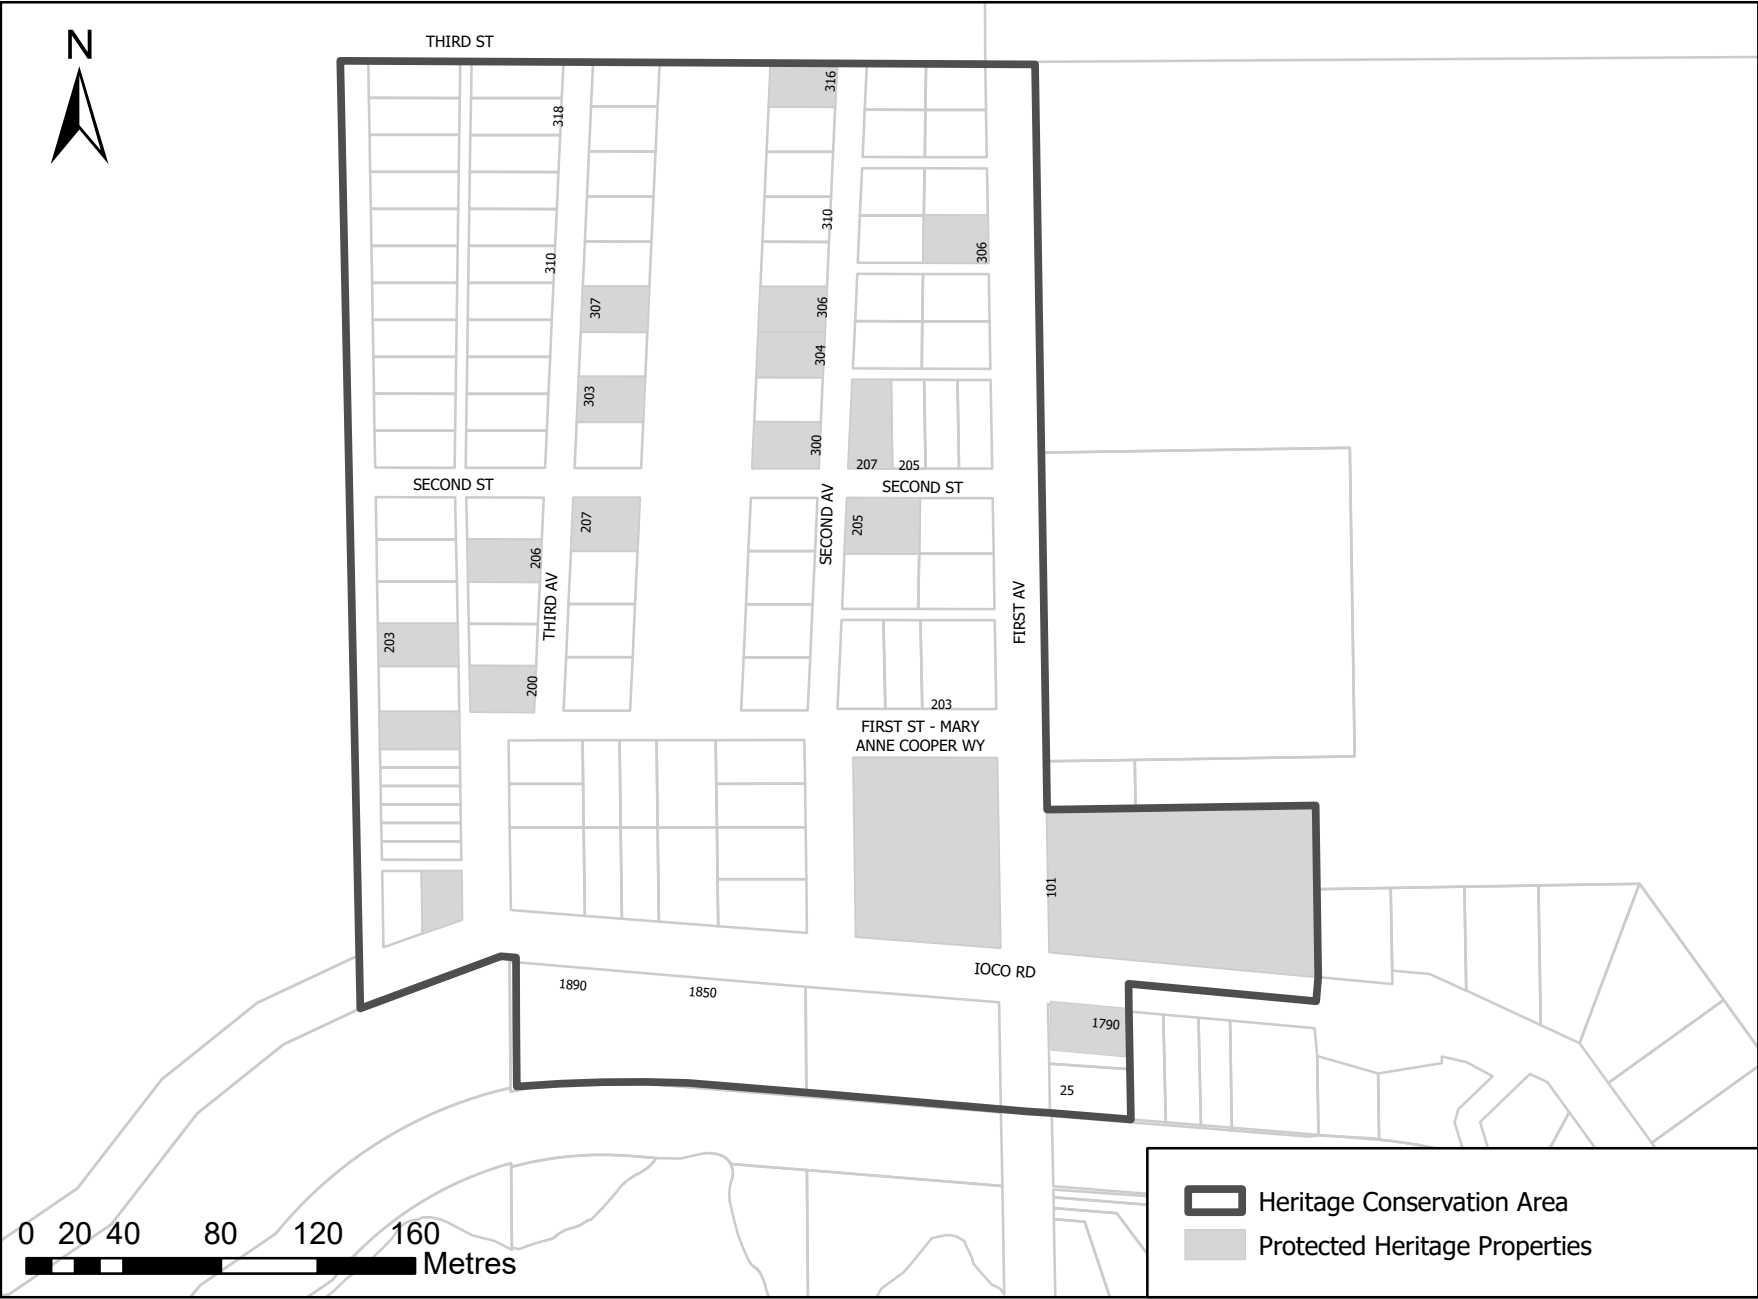 N
THIRD ST
316
318
310
306
310
307
306
304
303
300
207
205
SECOND ST
SECOND ST
207
205
206
SECOND AV
THIRD AV
FIRST AV
203
200
203
FIRST ST - MARY
ANNE COOPER WY
101
IOCO RD
1890
1850
1790
25
0 20 40 80 120 160
Metres
Heritage Conservation Area
Protected Heritage Properties